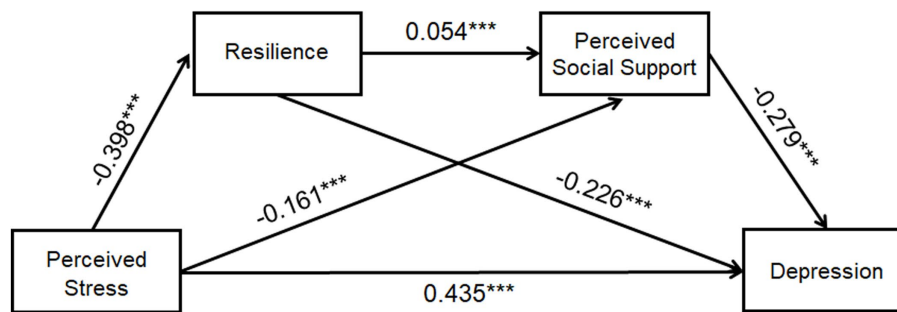 0.054***
Resilience
Perceived
Social Support
-0.398***
-0.279***
-0.161***
-0.226***
Perceived
Stress
Depression
0.435***